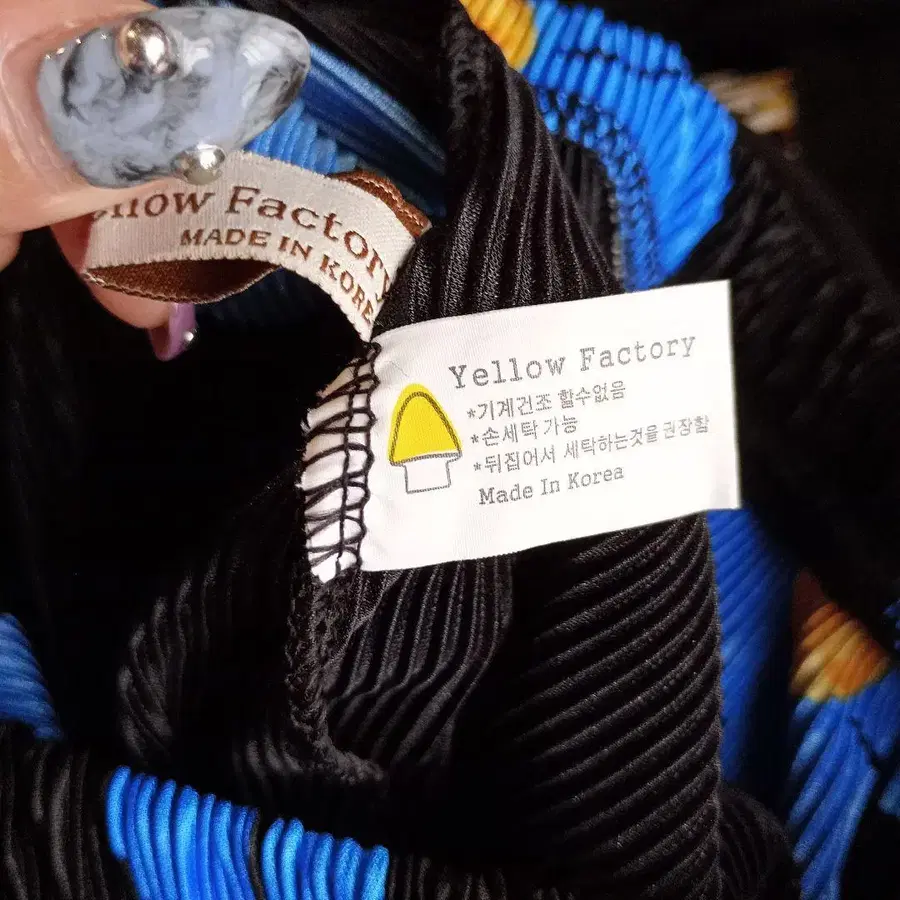 ellow Factory
MADE IN KORE
Yellow Factory
*기계건조 할수없음
*손세탁 가능
*뒤집어서 세탁하는것을 권장함
Made In Korea